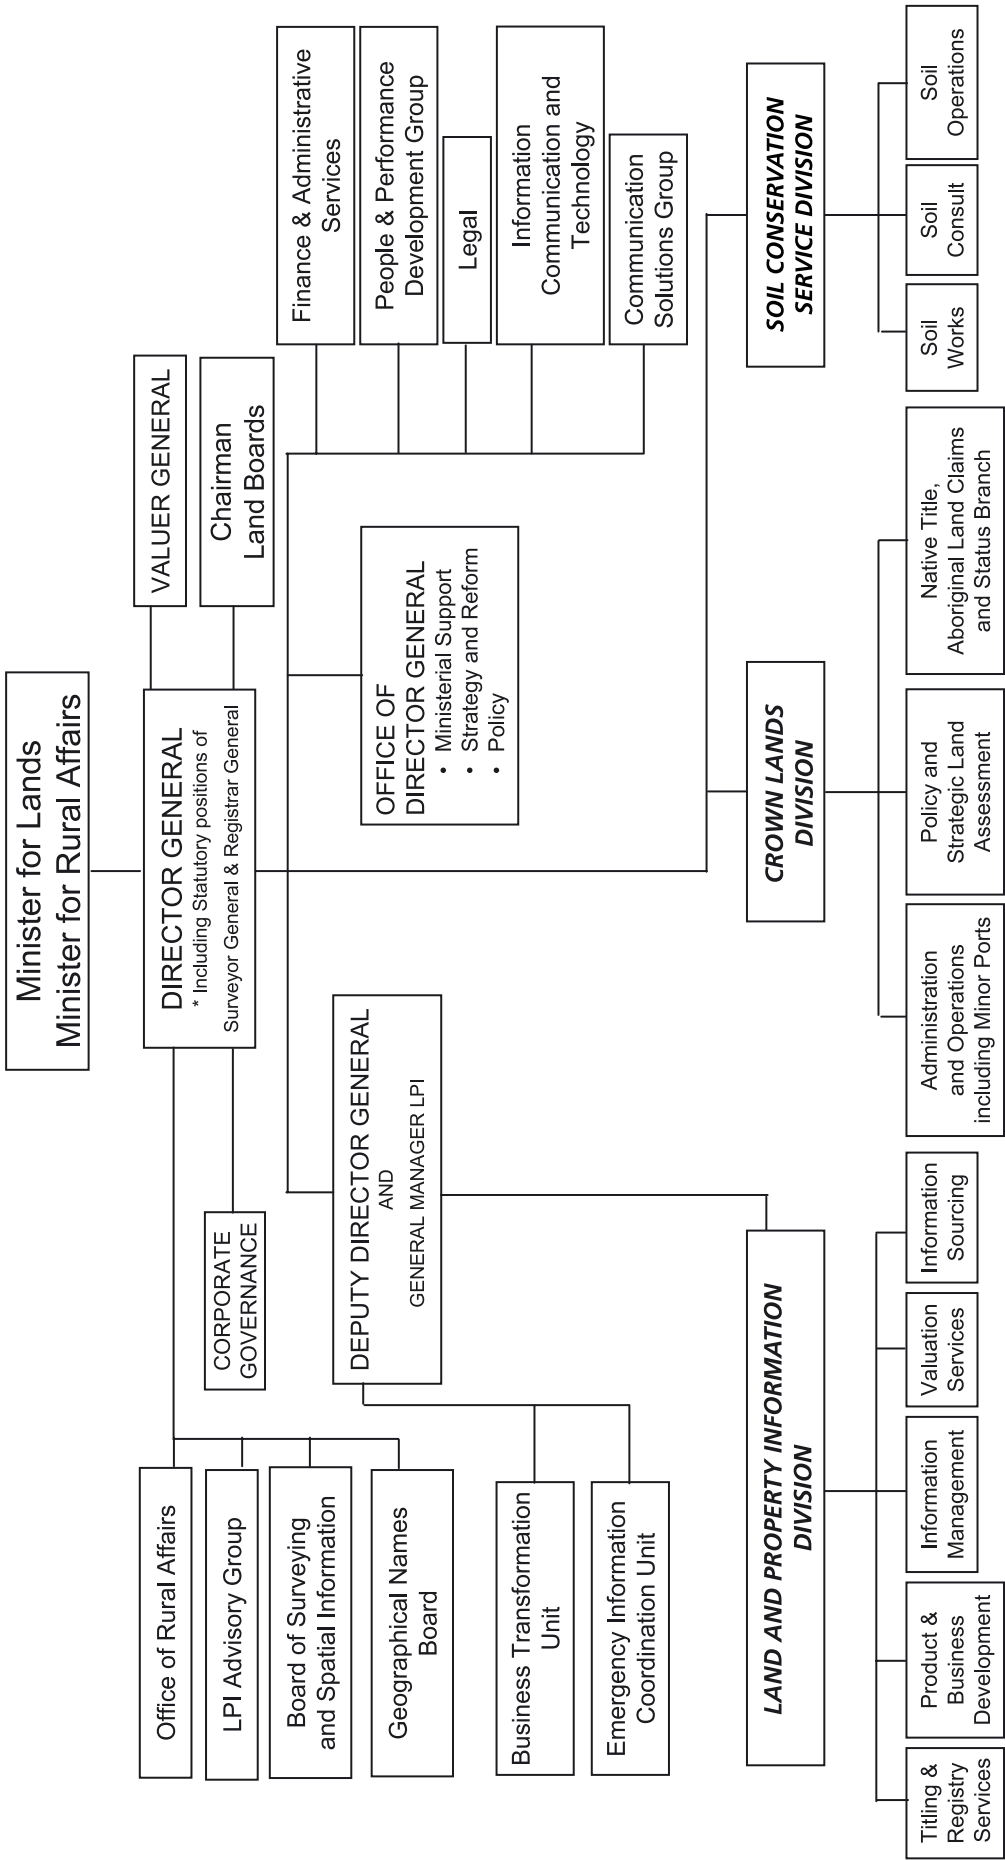 Minister for Lands
Minister for Rural Affairs
DIRECTOR GENERAL
* Including Statutory positions of
Surveyor General & Registrar General
VALUER GENERAL
Chairman
Land Boards
CORPORATE
GOVERNANCE
Office of Rural Affairs
LPI Advisory Group
Board of Surveying
and Spatial Information
Geographical Names
Board
DEPUTY DIRECTOR GENERAL
AND
GENERAL MANAGER LPI
Business Transformation
Unit
Emergency Information
Coordination Unit
OFFICE OF
DIRECTOR GENERAL
• Ministerial Support
• Strategy and Reform
• Policy
Finance & Administrative
Services
People & Performance
Development Group
Legal
Information
Communication and
Technology
Communication
Solutions Group
LAND AND PROPERTY INFORMATION
DIVISION
CROWN LANDS
DIVISION
SOIL CONSERVATION
SERVICE DIVISION
Titling &
Registry
Services
Product &
Business
Development
Information
Management
Valuation
Services
Information
Sourcing
Administration
and Operations
including Minor Ports
Policy and
Strategic Land
Assessment
Native Title,
Aboriginal Land Claims
and Status Branch
Soil
Works
Soil
Consult
Soil
Operations